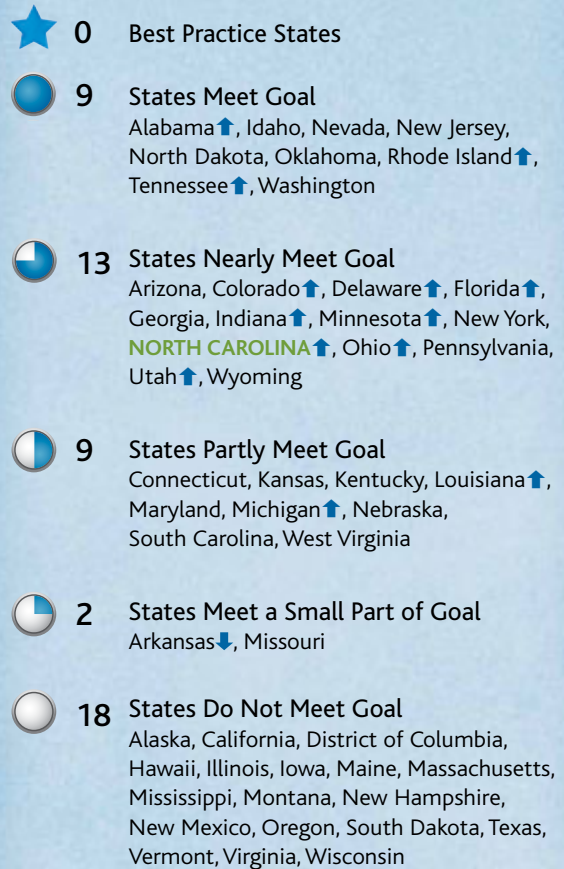 0 Best Practice States
9 States Meet Goal
Alabama⬆, Idaho, Nevada, New Jersey,
North Dakota, Oklahoma, Rhode Island⬆,
Tennessee⬆, Washington
13 States Nearly Meet Goal
Arizona, Colorado⬆, Delaware⬆, Florida⬆,
Georgia, Indiana⬆, Minnesota⬆, New York,
NORTH CAROLINA⬆, Ohio⬆, Pennsylvania,
Utah⬆, Wyoming
9 States Partly Meet Goal
Connecticut, Kansas, Kentucky, Louisiana⬆,
Maryland, Michigan⬆, Nebraska,
South Carolina, West Virginia
2 States Meet a Small Part of Goal
Arkansas⬇, Missouri
18 States Do Not Meet Goal
Alaska, California, District of Columbia,
Hawaii, Illinois, Iowa, Maine, Massachusetts,
Mississippi, Montana, New Hampshire,
New Mexico, Oregon, South Dakota, Texas,
Vermont, Virginia, Wisconsin